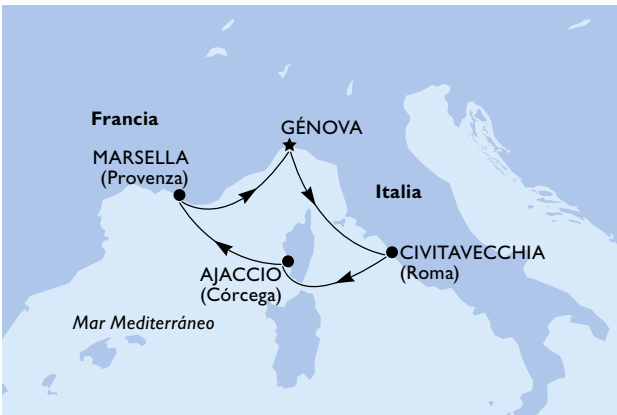 Francia
GÉNOVA
MARSELLA
(Provenza)
Italia
CIVITAVECCHIA
(Roma)
AJACCIO
(Córcega)
Mar Mediterráneo